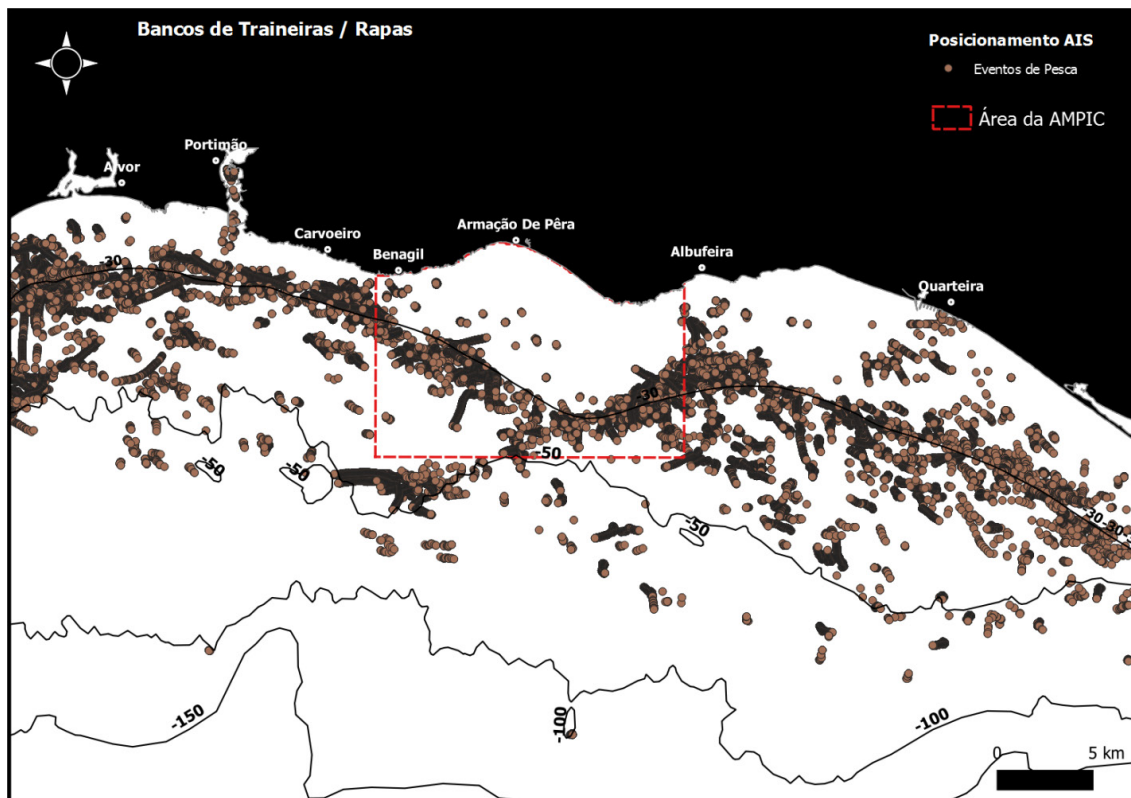 Bancos de Traineiras / Rapas
Posicionamento AIS
Eventos de Pesca
Área da AMPIC
Portimão
Alvor
Carvoeiro
Armação De Pêra
Benagil
Albufeira
Quarteira
-30
-30
-30
-30
-50
-50
-50
-50
-150
-100
-100
0 5 km